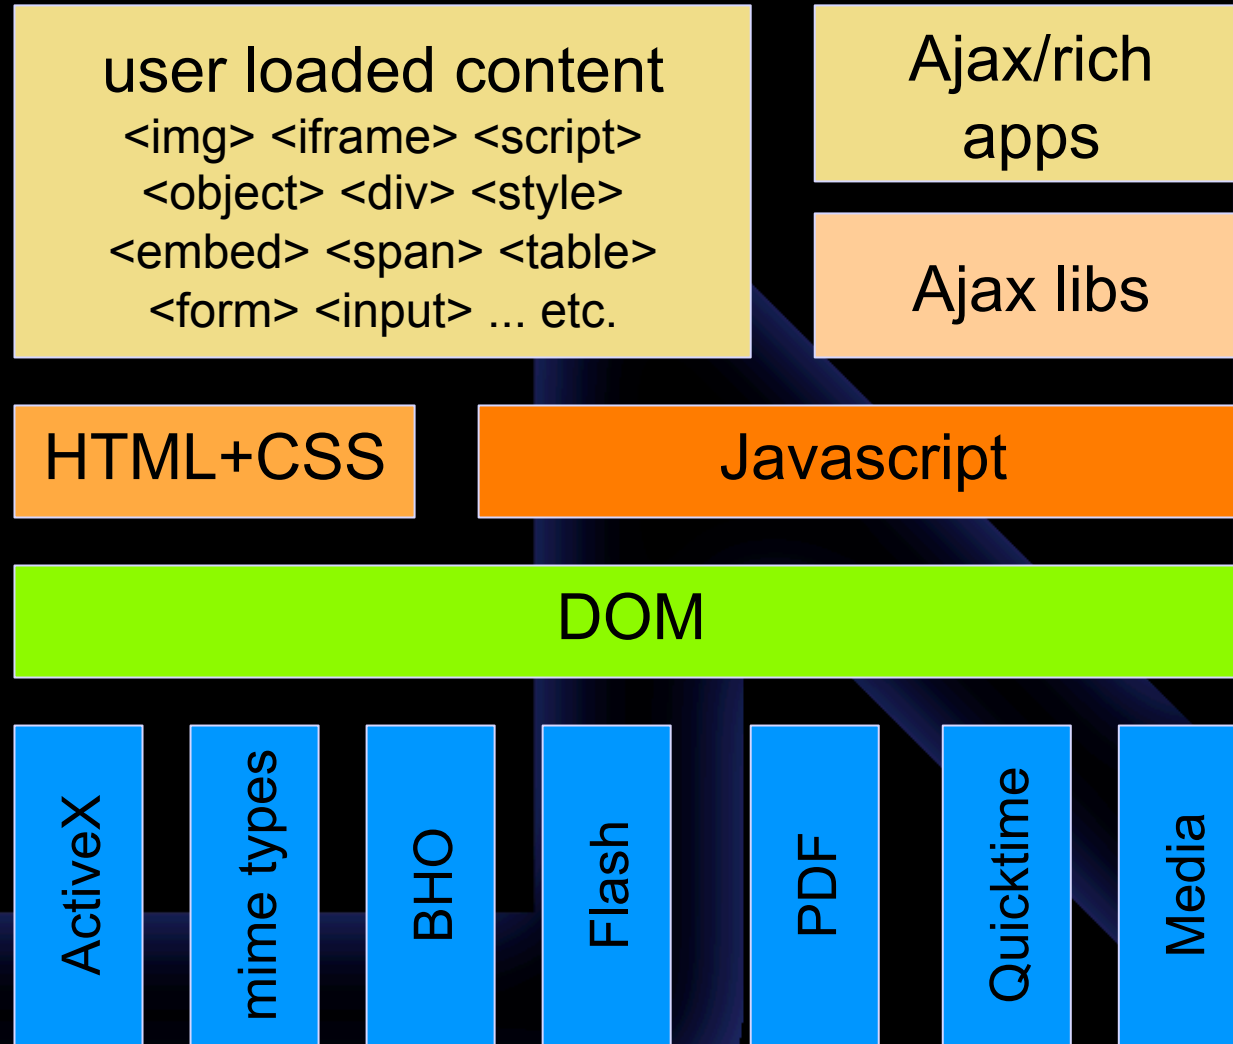 user loaded content
<img> <iframe> <script>
<object> <div> <style>
<embed> <span> <table>
<form> <input> ... etc.
Ajax/rich
apps
Ajax libs
HTML+CSS
Javascript
DOM
ActiveX
mime types
BHO
Flash
PDF
Quicktime
Media